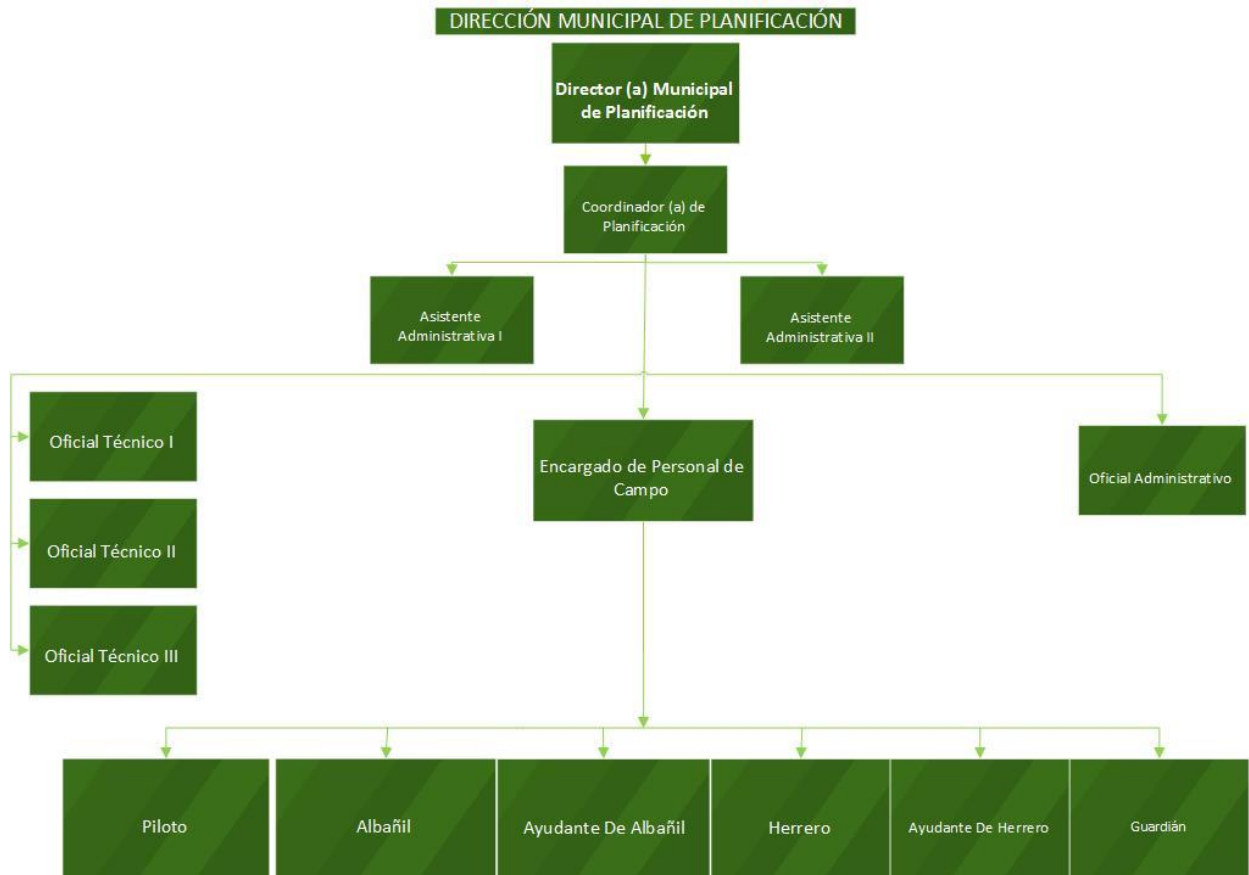 DIRECCIÓN MUNICIPAL DE PLANIFICACIÓN
Director (a) Municipal
de Planificación
Coordinador (a) de
Planificación
Asistente
Administrativa I
Asistente
Administrativa II
Oficial Técnico I
Encargado de Personal de
Campo
Oficial Administrativo
Oficial Técnico II
Oficial Técnico III
Piloto
Albañil
Ayudante De Albañil
Herrero
Ayudante De Herrero
Guardián